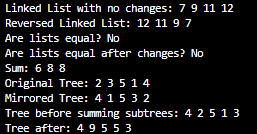 Linked List with no changes: 7 9 11 12
Reversed Linked List: 12 11 9 7
Are lists equal? No
Are lists equal after changes? No
Sum: 6 8 8
Original Tree: 2 3 5 1 4
Mirrored Tree: 4 1 5 3 2
Tree before summing subtrees: 4 2 5 1 3
Tree after: 4 9 5 5 3